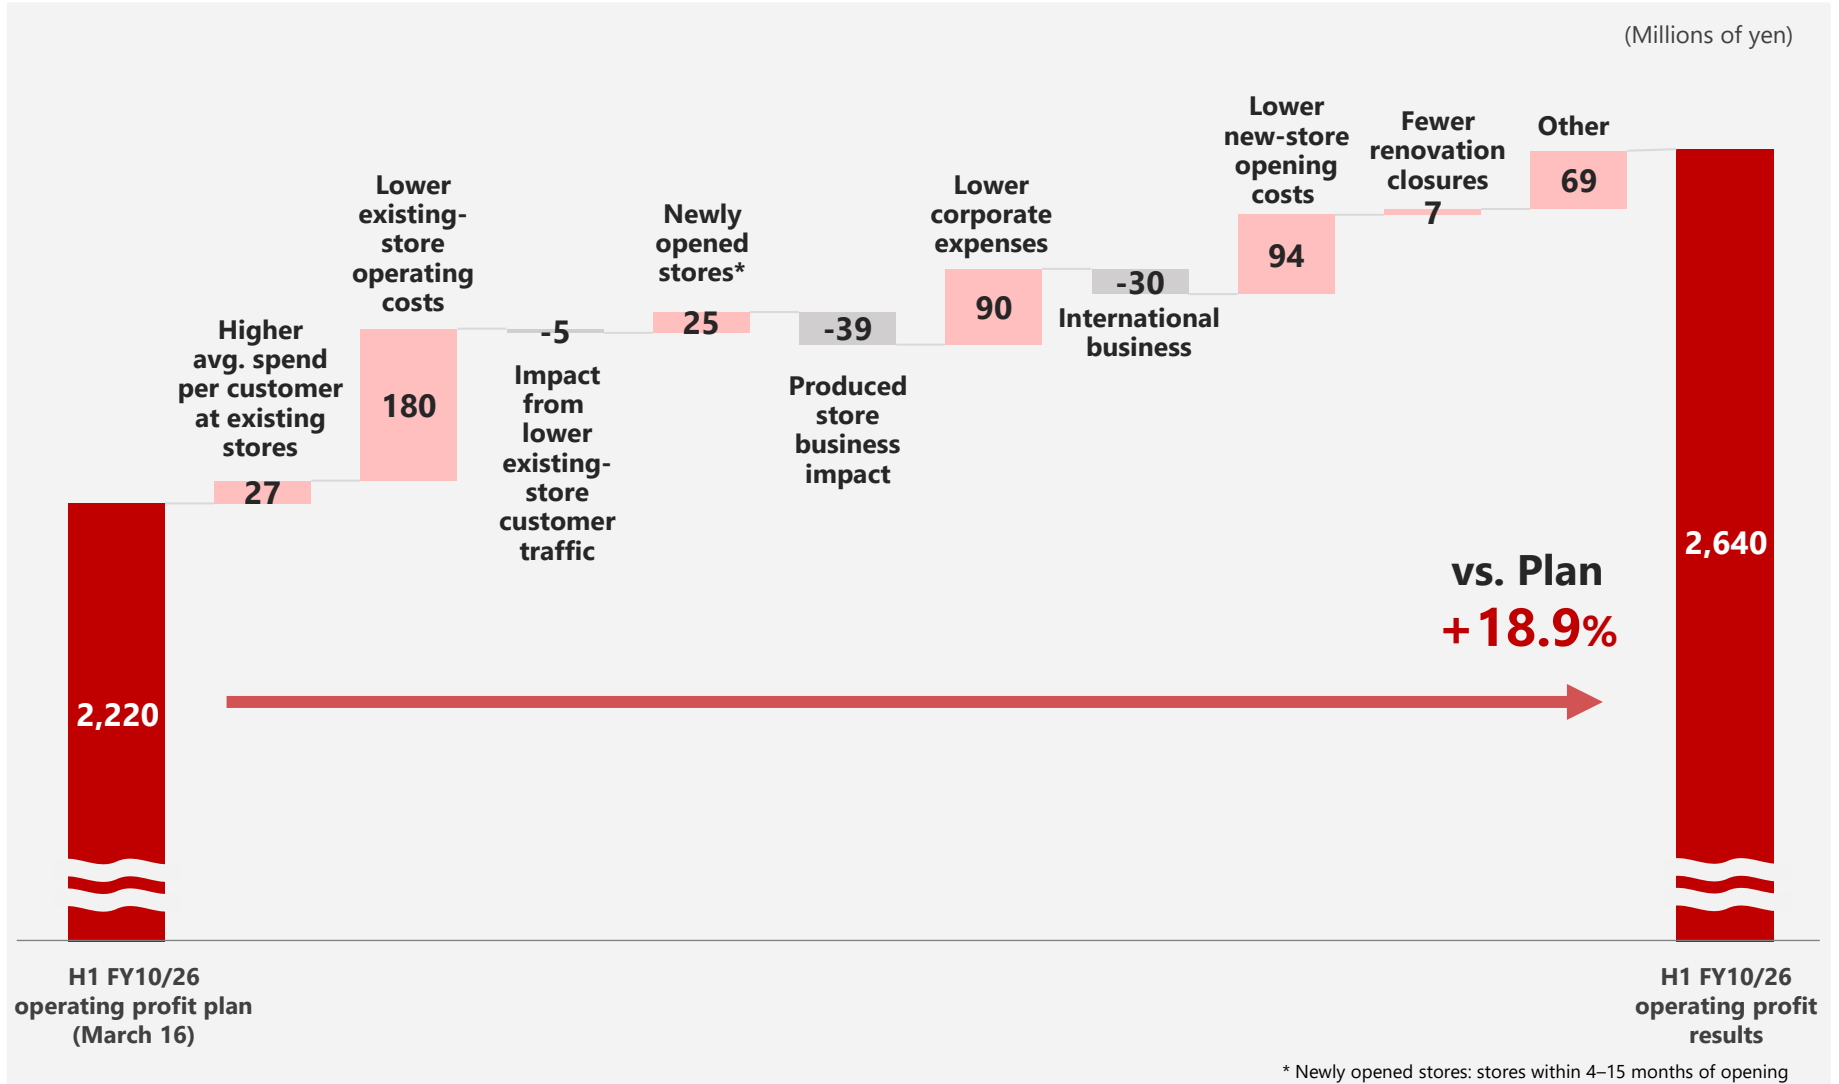 (Millions of yen)
Higher
avg. spend
per customer
at existing
stores
27
Lower
existing-
store
operating
costs
180
-5
Impact
from
lower
existing-
store
customer
traffic
Newly
opened
stores*
25
-39
Produced
store
business
impact
Lower
corporate
expenses
90
-30
International
business
Lower
new-store
opening
costs
94
Fewer
renovation
closures
7
Other
69
2,220
2,640
vs. Plan
+18.9%
H1 FY10/26
operating profit plan
(March 16)
H1 FY10/26
operating profit
results
* Newly opened stores: stores within 4–15 months of opening